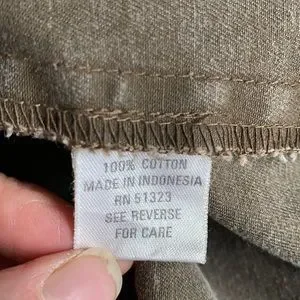 100% COTTON
MADE IN INDONESIA
RN 51323
SEE REVERSE
FOR CARE